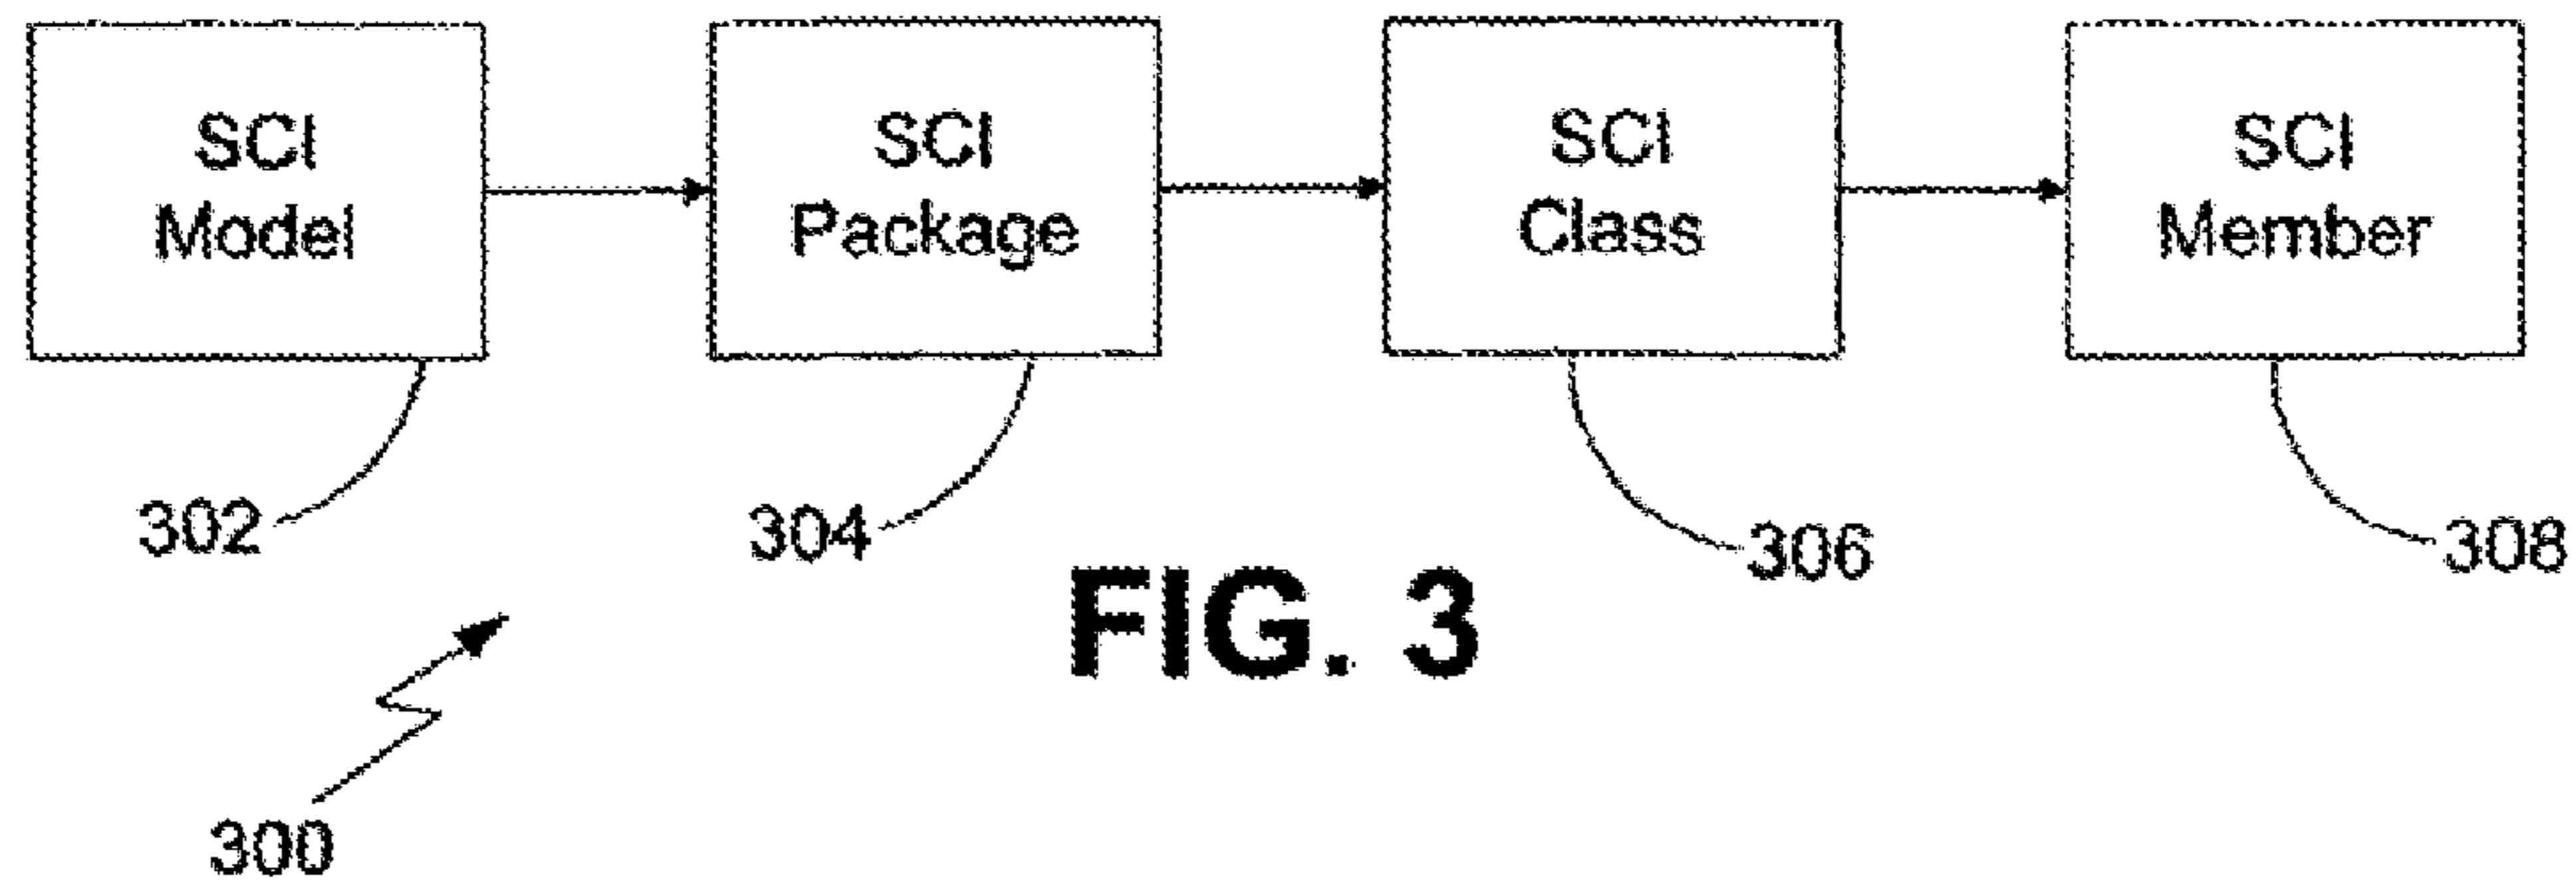 SCI
Model
SCI
Package
SCI
Class
SCI
Member
302
304
306
308
FIG. 3
300